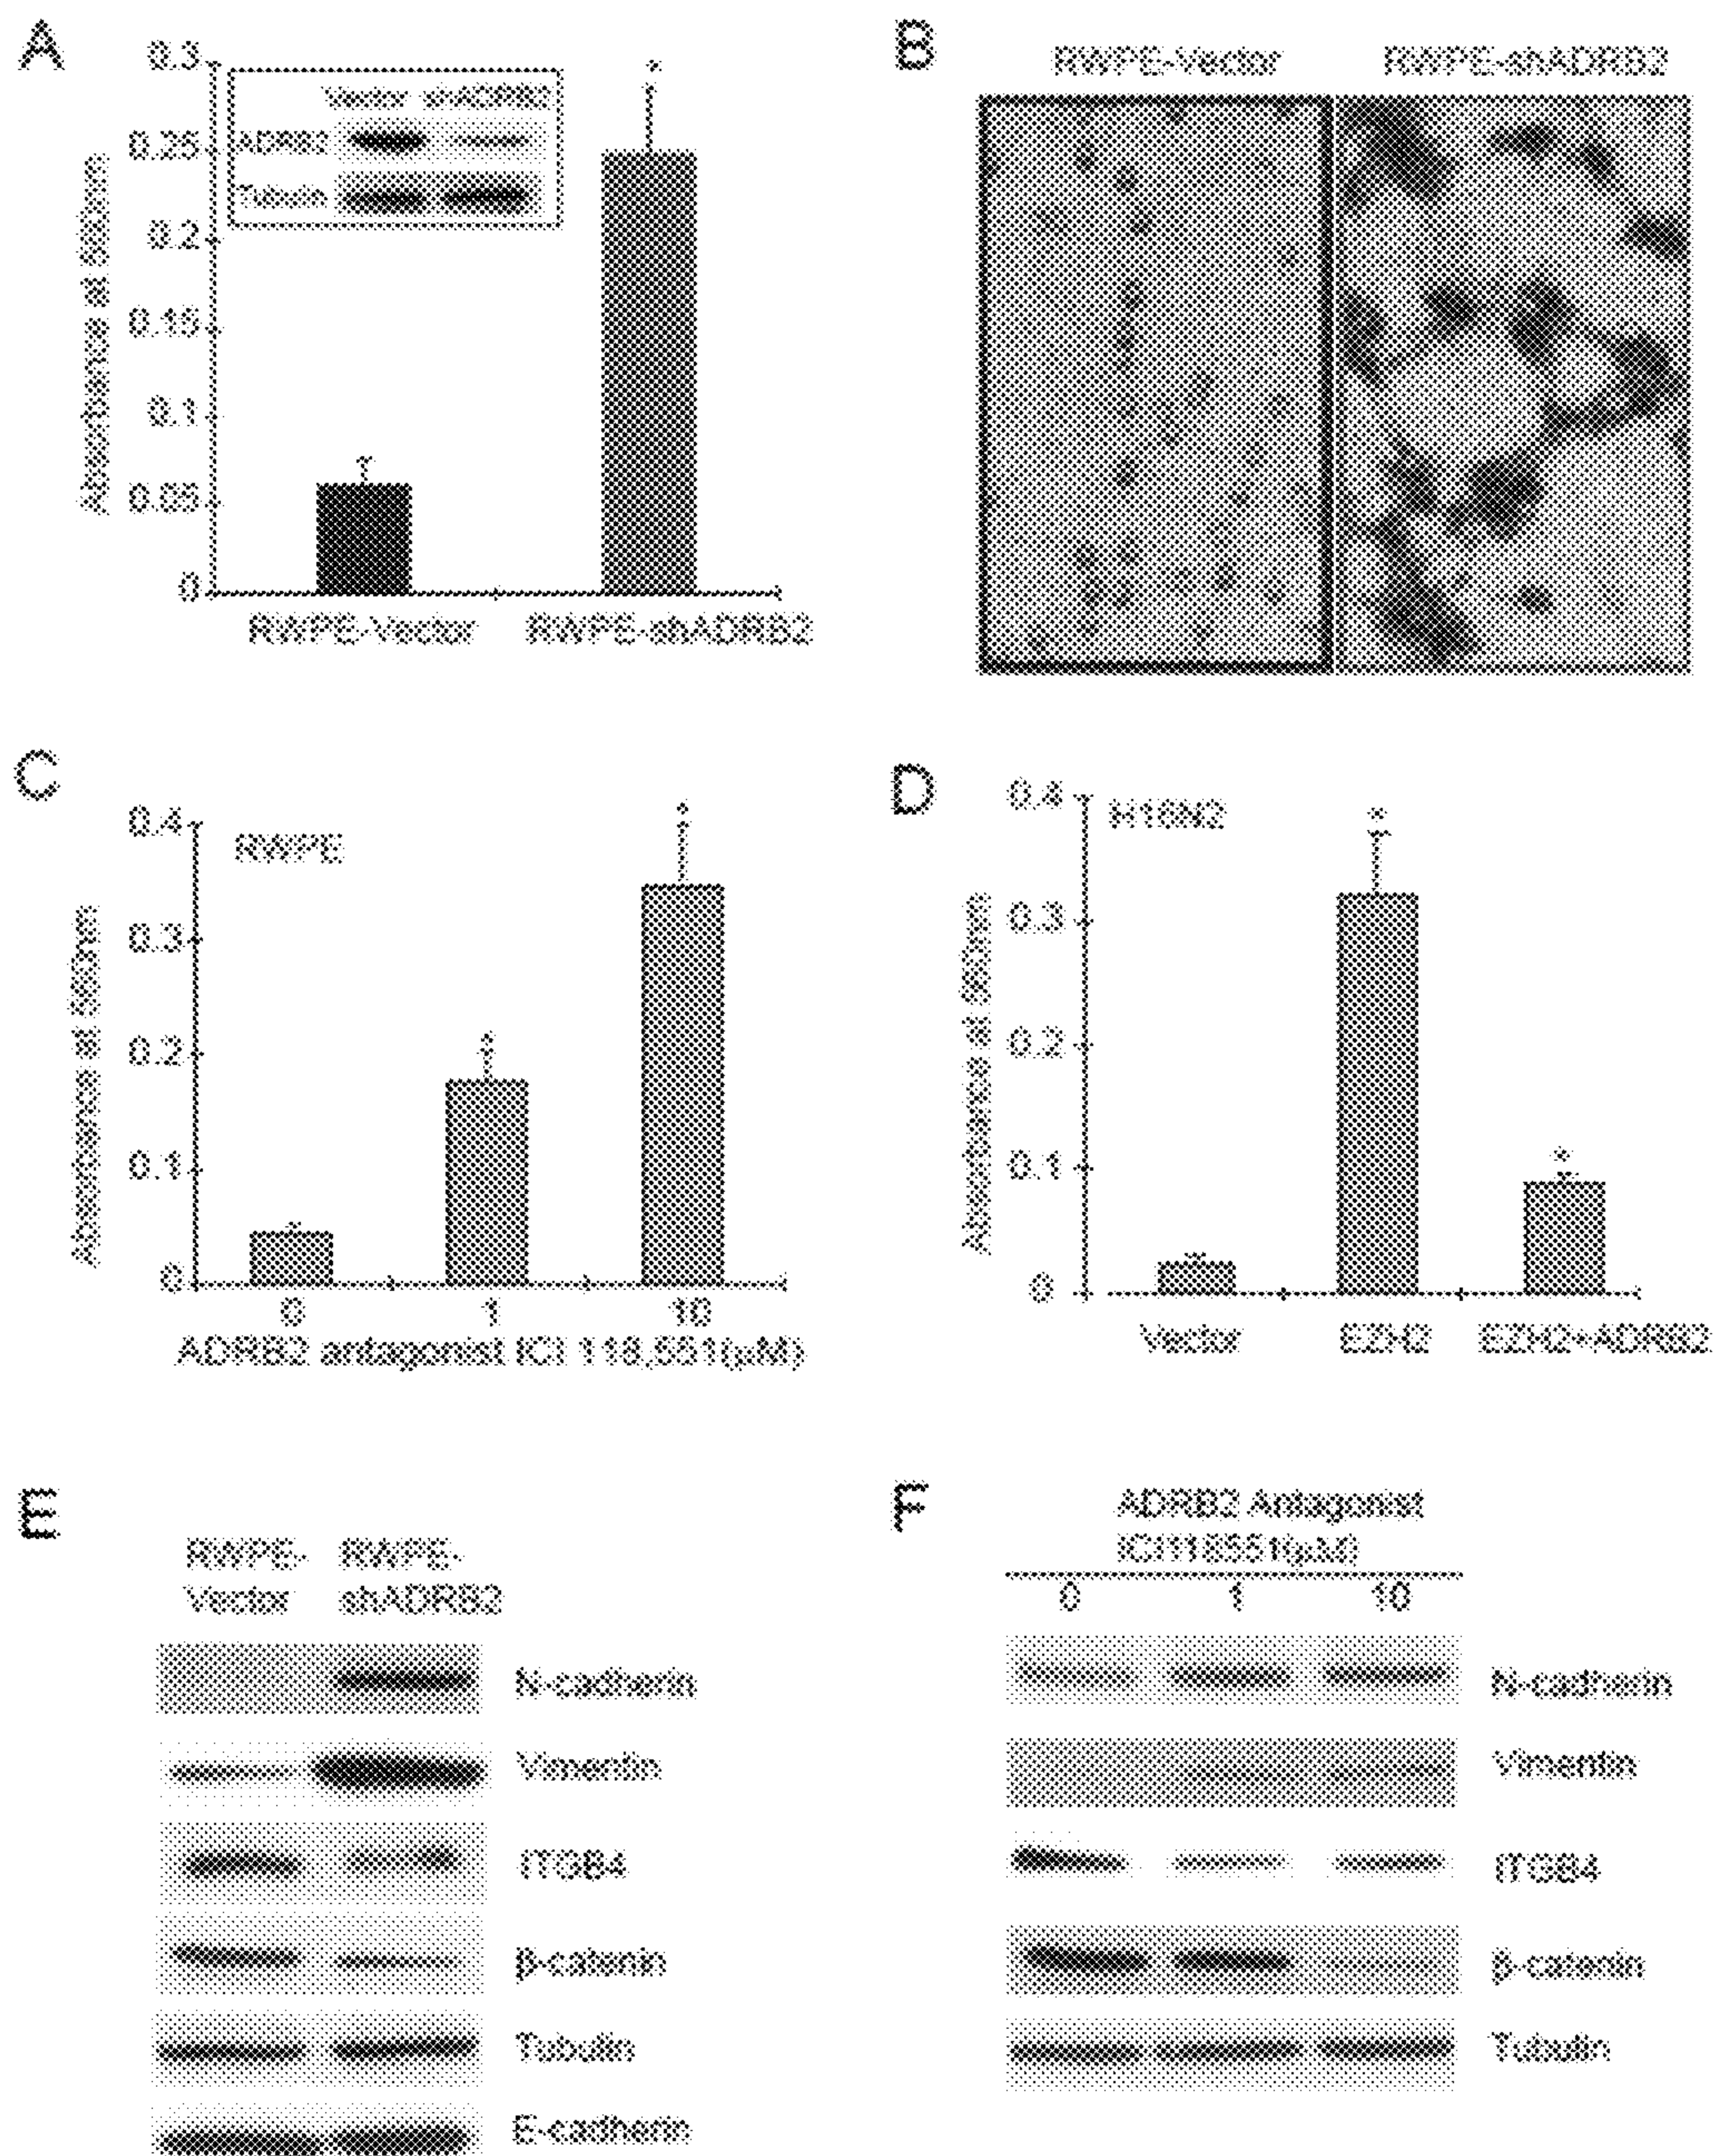 A
0.3
0.25
0.2
0.15
0.1
0.05
0
Absorbance at 560nm
Vector shADRB2
ADRB2
Tubulin
RWPE-Vector RWPE-shADRB2
B
RWPE-Vector RWPE-shADRB2
C
RWPE
0.4
0.3
0.2
0.1
0
Absorbance at 560nm
0 1 10
ADRB2 antagonist ICI 118,551(μM)
D
H16N2
0.4
0.3
0.2
0.1
0
Absorbance at 560nm
Vector EZH2 EZH2+ADRB2
E
RWPE- RWPE-
Vector shADRB2
N-cadherin
Vimentin
ITGB4
β-catenin
Tubulin
E-cadherin
F
ADRB2 Antagonist
ICI118551(μM)
0 1 10
N-cadherin
Vimentin
ITGB4
β-catenin
Tubulin